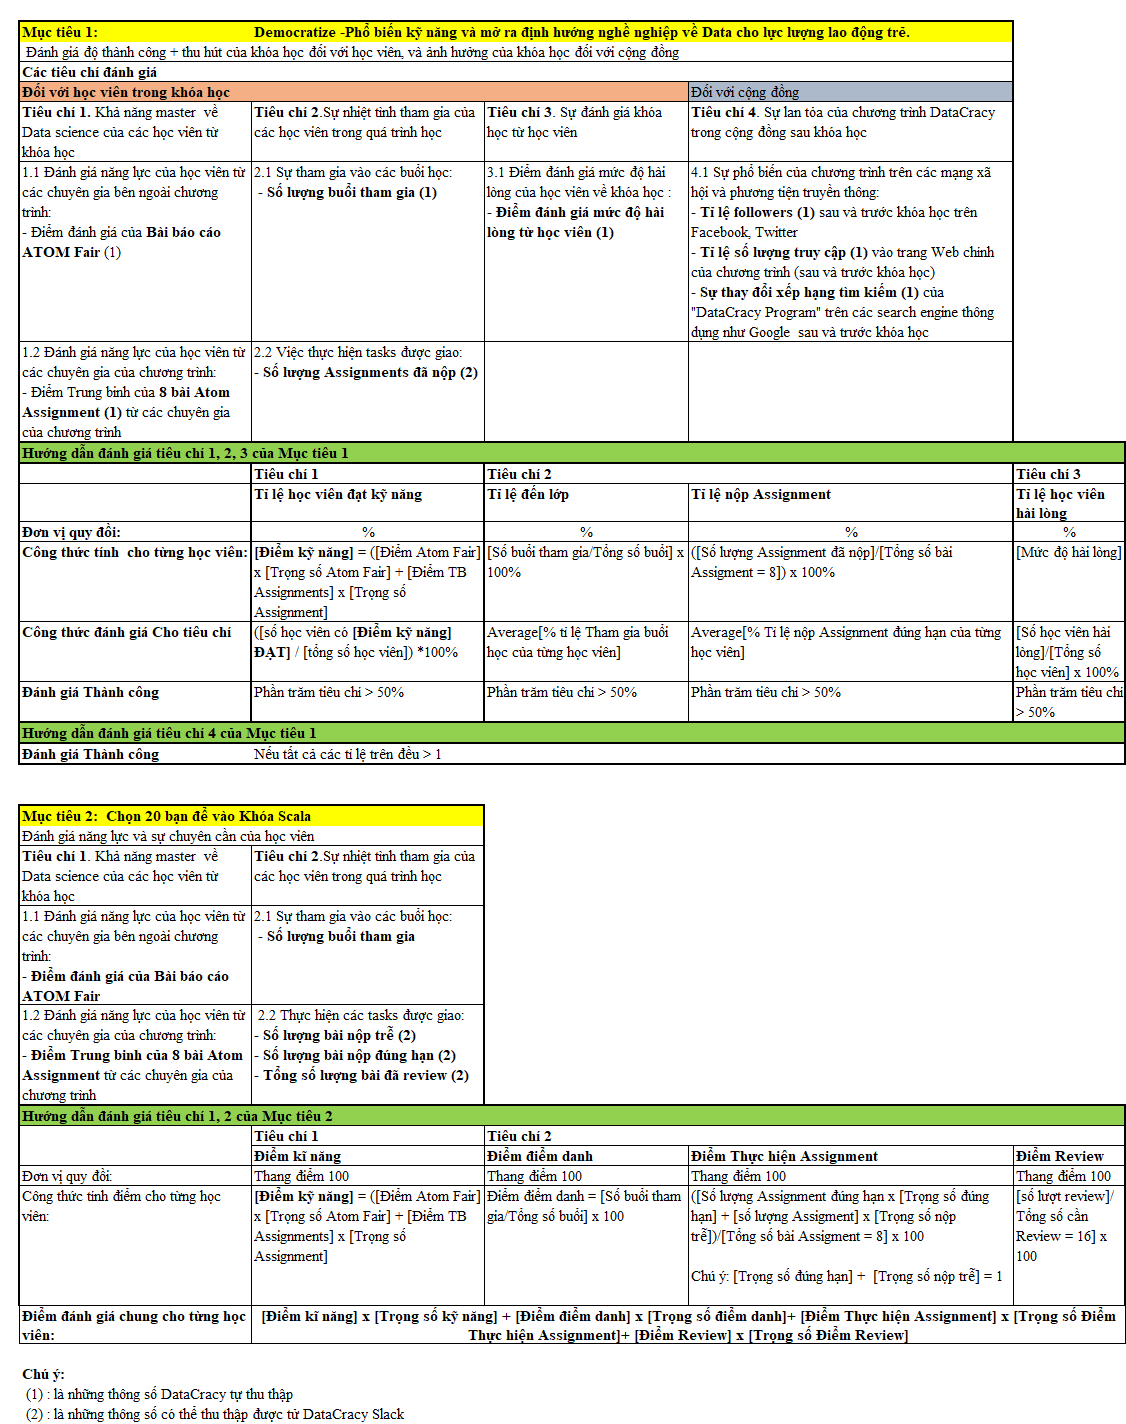 Mục tiêu 1: Democratize -Phổ biến kỹ năng và mở ra định hướng nghề nghiệp về Data cho lực lượng lao động trẻ.
Đánh giá độ thành công + thu hút của khóa học đối với học viên, và ảnh hưởng của khóa học đối với cộng đồng
Các tiêu chí đánh giá
Đối với học viên trong khóa học
Đối với cộng đồng
Tiêu chí 1. Khả năng master về
Data science của các học viên từ
khóa học
Tiêu chí 2.Sự nhiệt tình tham gia của
các học viên trong quá trình học
Tiêu chí 3. Sự đánh giá khóa
học từ học viên
Tiêu chí 4. Sự lan tỏa của chương trình DataCracy
trong cộng đồng sau khóa học
1.1 Đánh giá năng lực của học viên từ
các chuyên gia bên ngoài chương
trình:
- Điểm đánh giá của Bài báo cáo
ATOM Fair (1)
2.1 Sự tham gia vào các buổi học:
- Số lượng buổi tham gia (1)
3.1 Điểm đánh giá mức độ hài
lòng của học viên về khóa học :
- Điểm đánh giá mức độ hài
lòng từ học viên (1)
4.1 Sự phổ biến của chương trình trên các mạng xã
hội và phương tiện truyền thông:
- Tỉ lệ followers (1) sau và trước khóa học trên
Facebook, Twitter
- Tỉ lệ số lượng truy cập (1) vào trang Web chính
của chương trình (sau và trước khóa học)
- Sự thay đổi xếp hạng tìm kiếm (1) của
"DataCracy Program" trên các search engine thông
dụng như Google sau và trước khóa học
1.2 Đánh giá năng lực của học viên từ
các chuyên gia của chương trình:
- Điểm Trung bình của 8 bài Atom
Assignment (1) từ các chuyên gia
của chương trình
2.2 Việc thực hiện tasks được giao:
- Số lượng Assignments đã nộp (2)
Hướng dẫn đánh giá tiêu chí 1, 2, 3 của Mục tiêu 1
Tiêu chí 1
Tiêu chí 2
Tiêu chí 3
Tỉ lệ học viên đạt kỹ năng
Tỉ lệ đến lớp
Tỉ lệ nộp Assignment
Tỉ lệ học viên
hài lòng
Đơn vị quy đổi:
%
%
%
%
Công thức tính cho từng học viên:
[Điểm kỹ năng] = ([Điểm Atom Fair]
x [Trọng số Atom Fair] + [Điểm TB
Assignments] x [Trọng số
Assignment]
[Số buổi tham gia/Tổng số buổi] x
100%
([Số lượng Assignment đã nộp]/[Tổng số bài
Assigment = 8]) x 100%
[Mức độ hài lòng]
Công thức đánh giá Cho tiêu chí
([số học viên có [Điểm kỹ năng]
ĐẠT] / [tổng số học viên]) *100%
Average[% tỉ lệ Tham gia buổi
học của từng học viên]
Average[% Tỉ lệ nộp Assignment đúng hạn của từng
học viên]
[Số học viên hài
lòng]/[Tổng số
học viên] x 100%
Đánh giá Thành công
Phần trăm tiêu chí > 50%
Phần trăm tiêu chí > 50%
Phần trăm tiêu chí > 50%
Phần trăm tiêu chí
> 50%
Hướng dẫn đánh giá tiêu chí 4 của Mục tiêu 1
Đánh giá Thành công
Nếu tất cả các tỉ lệ trên đều > 1
Mục tiêu 2: Chọn 20 bạn để vào Khóa Scala
Đánh giá năng lực và sự chuyên cần của học viên
Tiêu chí 1. Khả năng master về
Data science của các học viên từ
khóa học
Tiêu chí 2.Sự nhiệt tình tham gia của
các học viên trong quá trình học
1.1 Đánh giá năng lực của học viên từ
các chuyên gia bên ngoài chương
trình:
- Điểm đánh giá của Bài báo cáo
ATOM Fair
2.1 Sự tham gia vào các buổi học:
- Số lượng buổi tham gia
1.2 Đánh giá năng lực của học viên từ
các chuyên gia của chương trình:
- Điểm Trung bình của 8 bài Atom
Assignment từ các chuyên gia của
chương trình
2.2 Thực hiện các tasks được giao:
- Số lượng bài nộp trễ (2)
- Số lượng bài nộp đúng hạn (2)
- Tổng số lượng bài đã review (2)
Hướng dẫn đánh giá tiêu chí 1, 2 của Mục tiêu 2
Tiêu chí 1
Tiêu chí 2
Điểm kĩ năng
Điểm điểm danh
Điểm Thực hiện Assignment
Điểm Review
Đơn vị quy đổi:
Thang điểm 100
Thang điểm 100
Thang điểm 100
Thang điểm 100
Công thức tính điểm cho từng học
viên:
[Điểm kỹ năng] = ([Điểm Atom Fair]
x [Trọng số Atom Fair] + [Điểm TB
Assignments] x [Trọng số
Assignment]
Điểm điểm danh = [Số buổi tham
gia/Tổng số buổi] x 100
([Số lượng Assignment đúng hạn x [Trọng số đúng
hạn] + [số lượng Assigment] x [Trọng số nộp
trễ])/[Tổng số bài Assigment = 8] x 100
Chú ý: [Trọng số đúng hạn] + [Trọng số nộp trễ] = 1
[số lượt review]/
Tổng số cần
Review = 16] x
100
Điểm đánh giá chung cho từng học
viên:
[Điểm kĩ năng] x [Trọng số kỹ năng] + [Điểm điểm danh] x [Trọng số điểm danh]+ [Điểm Thực hiện Assignment] x [Trọng số Điểm
Thực hiện Assignment]+ [Điểm Review] x [Trọng số Điểm Review]
Chú ý:
(1) : là những thông số DataCracy tự thu thập
(2) : là những thông số có thể thu thập được từ DataCracy Slack